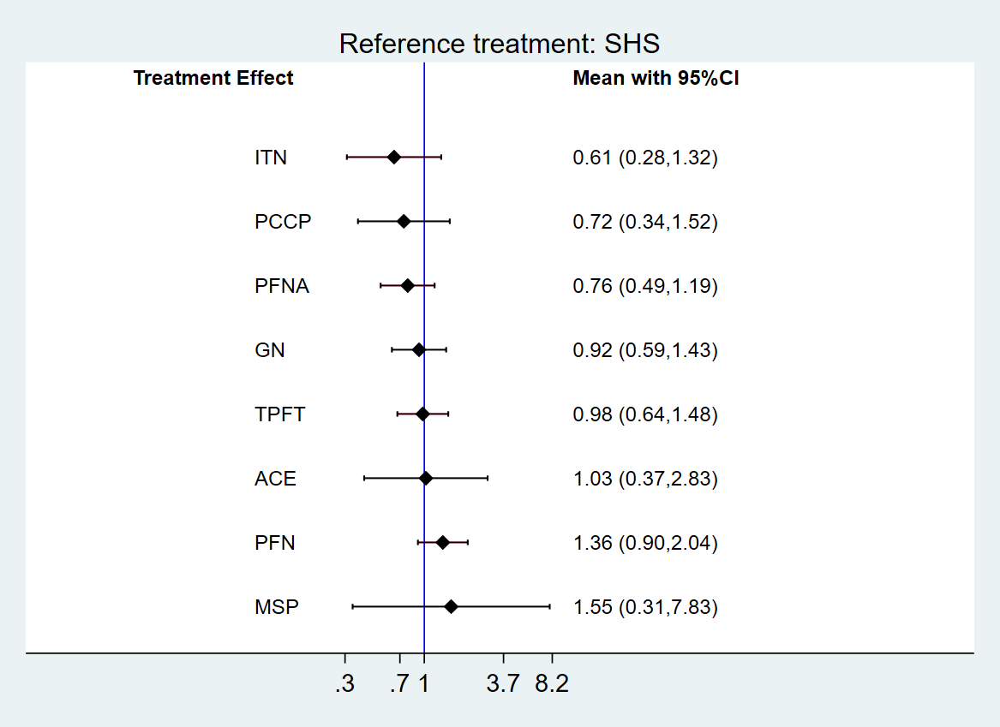 Reference treatment: SHS
Treatment Effect Mean with 95%CI
ITN 0.61 (0.28,1.32)
PCCP 0.72 (0.34,1.52)
PFNA 0.76 (0.49,1.19)
GN 0.92 (0.59,1.43)
TPFT 0.98 (0.64,1.48)
ACE 1.03 (0.37,2.83)
PFN 1.36 (0.90,2.04)
MSP 1.55 (0.31,7.83)
.3 .7 1 3.7 8.2